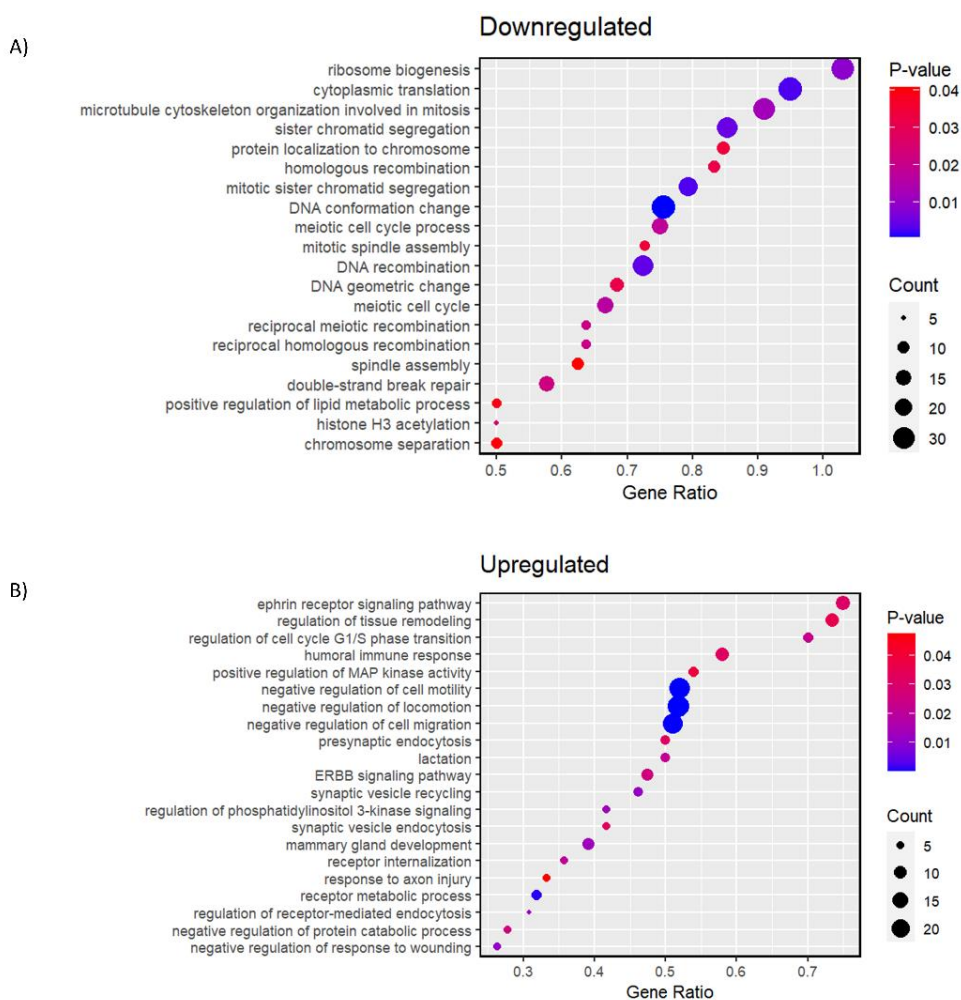 A)
Downregulated
ribosome biogenesis
cytoplasmic translation
microtubule cytoskeleton organization involved in mitosis
sister chromatid segregation
protein localization to chromosome
homologous recombination
mitotic sister chromatid segregation
DNA conformation change
meiotic cell cycle process
mitotic spindle assembly
DNA recombination
DNA geometric change
meiotic cell cycle
reciprocal meiotic recombination
reciprocal homologous recombination
spindle assembly
double-strand break repair
positive regulation of lipid metabolic process
histone H3 acetylation
chromosome separation
0.5 0.6 0.7 0.8 0.9 1.0
Gene Ratio
P-value
0.04
0.03
0.02
0.01
Count
5
10
15
20
30
B)
Upregulated
ephrin receptor signaling pathway
regulation of tissue remodeling
regulation of cell cycle G1/S phase transition
humoral immune response
positive regulation of MAP kinase activity
negative regulation of cell motility
negative regulation of locomotion
negative regulation of cell migration
presynaptic endocytosis
lactation
ERBB signaling pathway
synaptic vesicle recycling
regulation of phosphatidylinositol 3-kinase signaling
synaptic vesicle endocytosis
mammary gland development
receptor internalization
response to axon injury
receptor metabolic process
regulation of receptor-mediated endocytosis
negative regulation of protein catabolic process
negative regulation of response to wounding
0.3 0.4 0.5 0.6 0.7
Gene Ratio
P-value
0.04
0.03
0.02
0.01
Count
5
10
15
20